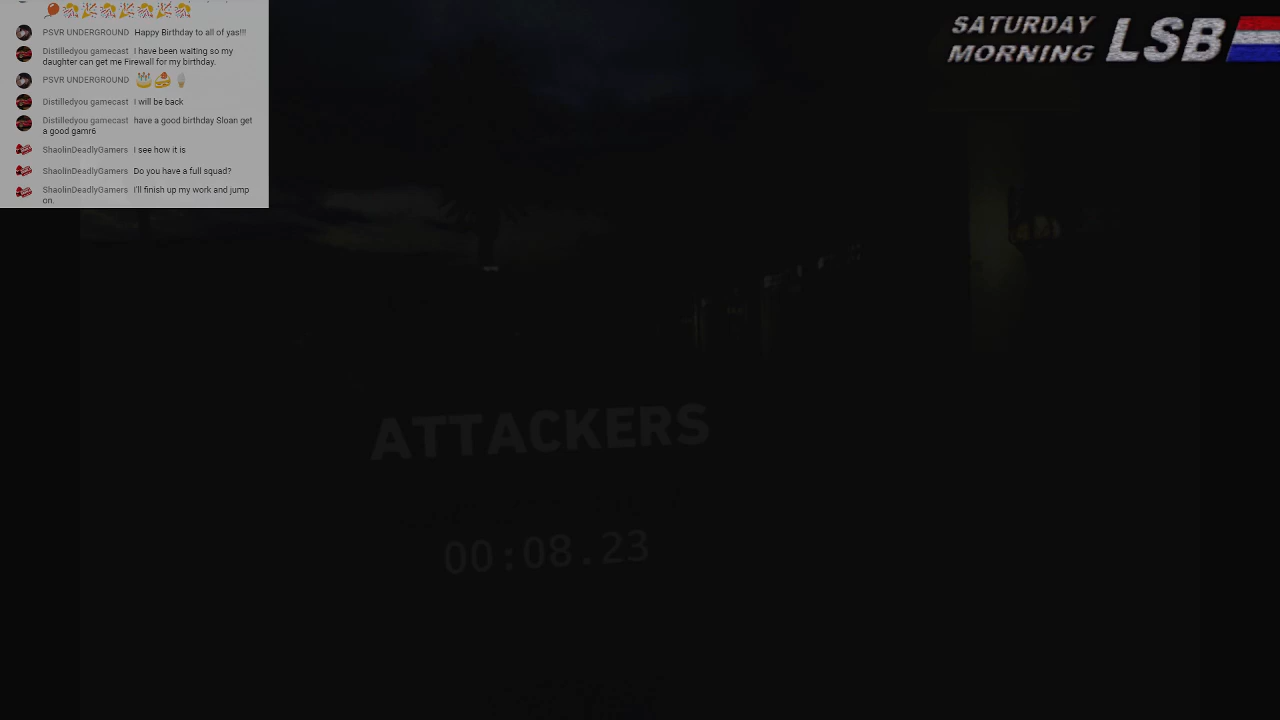 PSVR UNDERGROUND Happy Birthday to all of yas!!!
Distilledyou gamecast I have been waiting so my
daughter can get me Firewall for my birthday.
PSVR UNDERGROUND
Distilledyou gamecast I will be back
Distilledyou gamecast have a good birthday Sloan get
a good gamr6
ShaolinDeadlyGamers I see how it is
ShaolinDeadlyGamers Do you have a full squad?
ShaolinDeadlyGamers I'll finish up my work and jump
on.
SATURDAY
MORNING
LSB
ATTACKERS
00:08.23